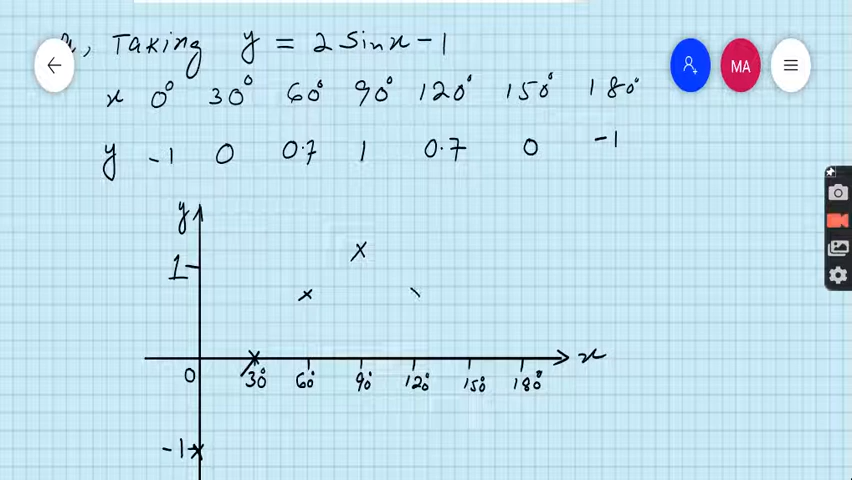 Taking y = 2 Sinx - 1
x 0° 30° 60° 90° 120° 150° 180°
y -1 0 0.7 1 0.7 0 -1
MA
y
1
x
0 30° 60° 90° 120° 150° 180°
-1